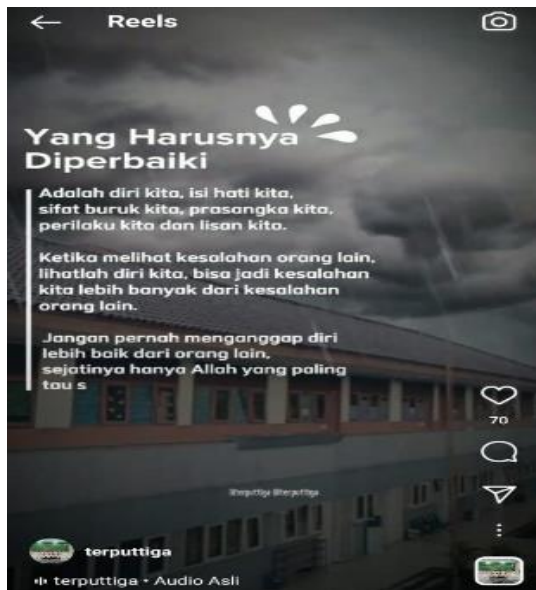 Reels
Yang Harusnya
Diperbaiki
Adalah diri kita, isi hati kita,
sifat buruk kita, prasangka kita,
perilaku kita dan lisan kita.
Ketika melihat kesalahan orang lain,
lihatlah diri kita, bisa jadi kesalahan
kita lebih banyak dari kesalahan
orang lain.
Jangan pernah menganggap diri
lebih baik dari orang lain,
sejatinya hanya Allah yang paling
tau s
70
@terputtiga @terputtiga
terputtiga
terputtiga • Audio Asli